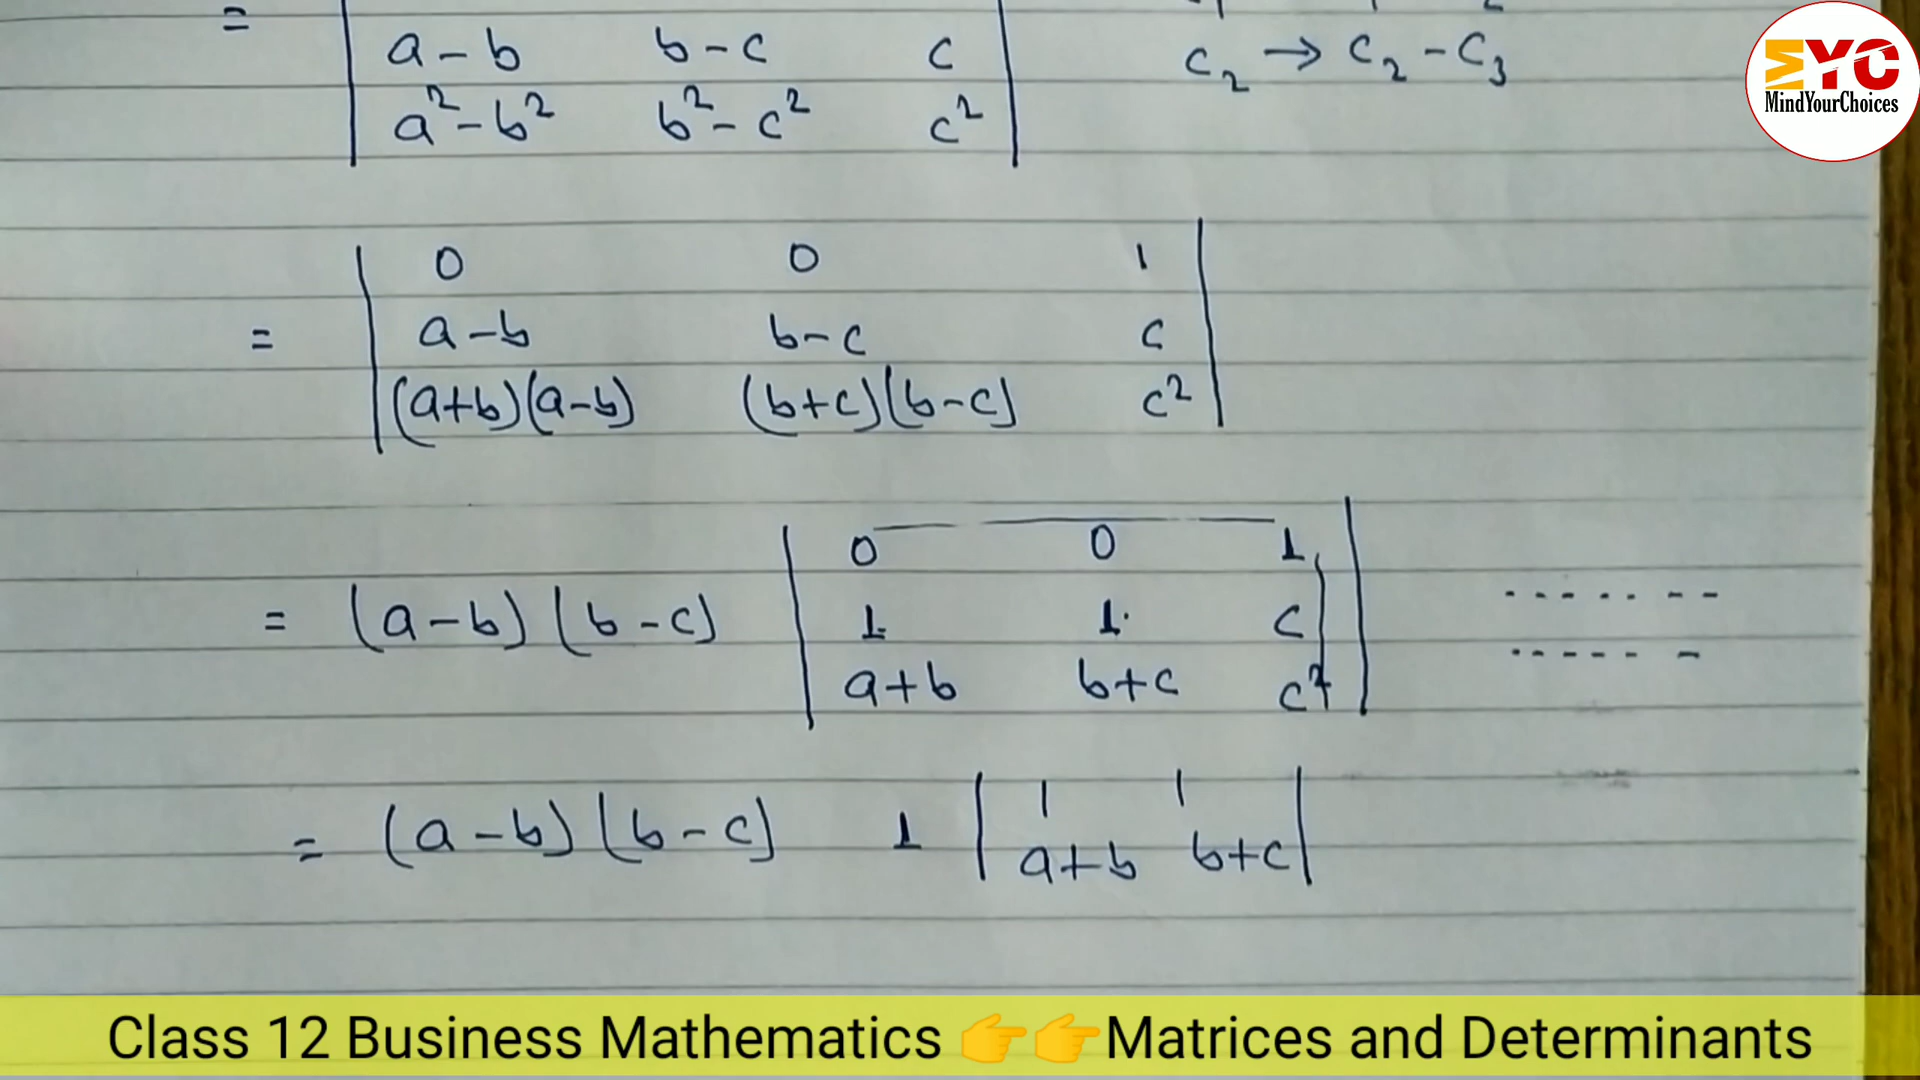 =
a-b b-c c c₂ → c₂ - c₃
a²-b² b²-c² c²
0 0 1
= a-b b-c c
(a+b)(a-b) (b+c)(b-c) c²
0 0 1
= (a-b) (b-c) 1 1 c
a+b b+c c²
= (a-b) (b-c) 1 | 1 1 |
a+b b+c
MYC
MindYourChoices
Class 12 Business Mathematics 👉👉Matrices and Determinants